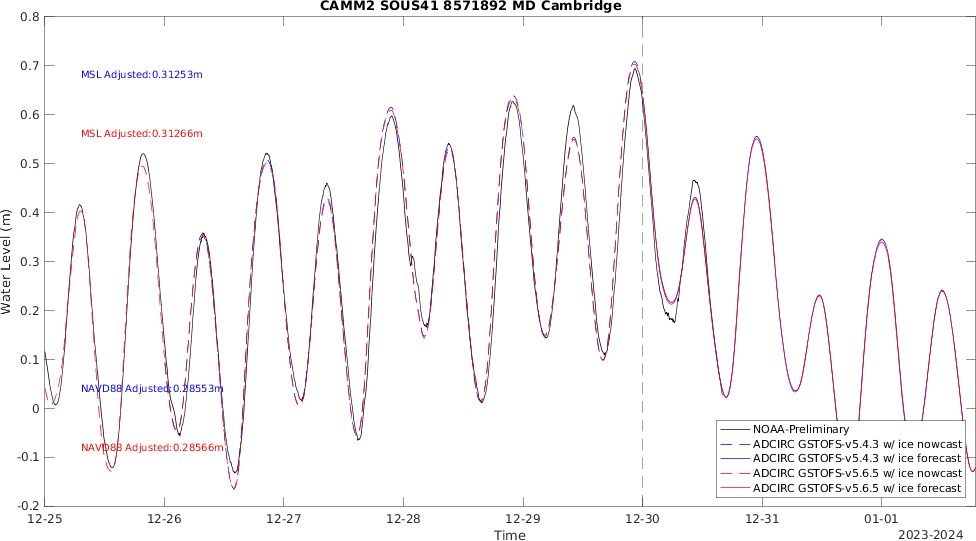 CAMM2 SOUS41 8571892 MD Cambridge
0.8
0.7
0.6
0.5
0.4
0.3
0.2
0.1
0
-0.1
-0.2
Water Level (m)
MSL Adjusted:0.31253m
MSL Adjusted:0.31266m
NAVD88 Adjusted:0.28553m
NAVD88 Adjusted:0.28566m
NOAA-Preliminary
ADCIRC GSTOFS-v5.4.3 w/ ice nowcast
ADCIRC GSTOFS-v5.4.3 w/ ice forecast
ADCIRC GSTOFS-v5.6.5 w/ ice nowcast
ADCIRC GSTOFS-v5.6.5 w/ ice forecast
12-25 12-26 12-27 12-28 12-29 12-30 12-31 01-01
Time
2023-2024